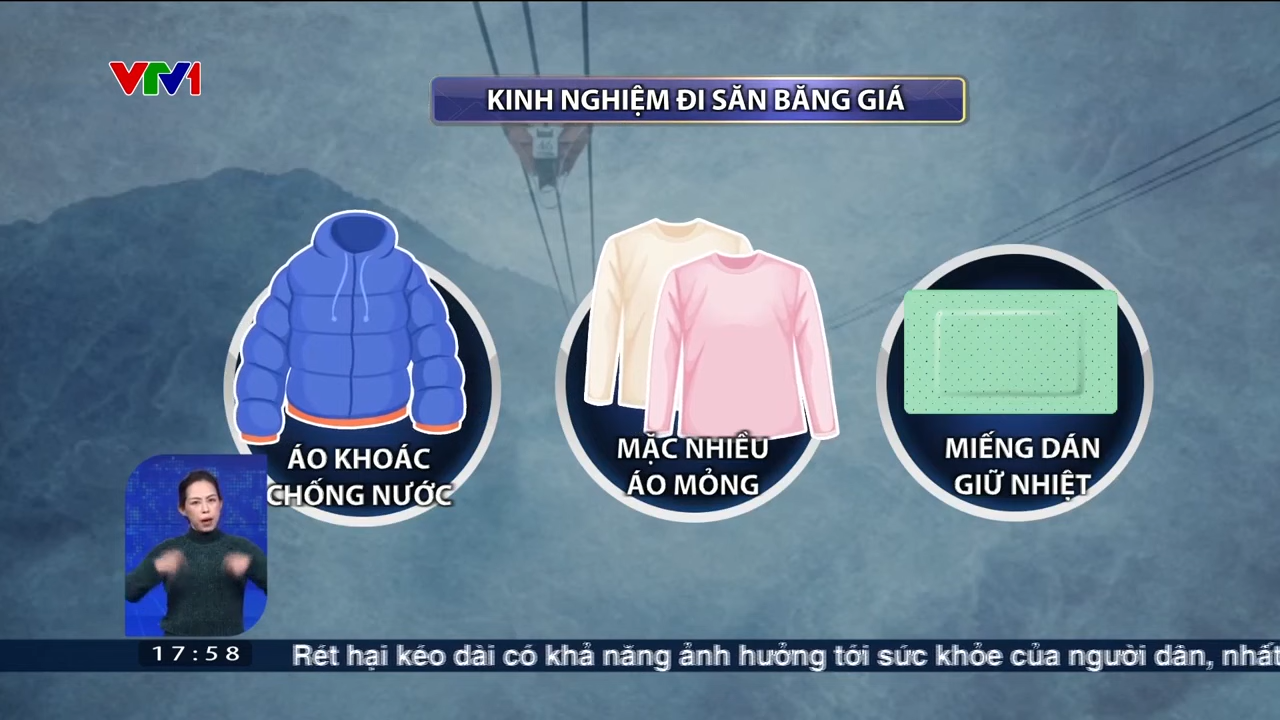 VTV1
KINH NGHIỆM ĐI SĂN BĂNG GIÁ
46
ÁO KHOÁC
CHỐNG NƯỚC
MẶC NHIỀU
ÁO MỎNG
MIẾNG DÁN
GIỮ NHIỆT
17:58
Rét hại kéo dài có khả năng ảnh hưởng tới sức khỏe của người dân, nhất